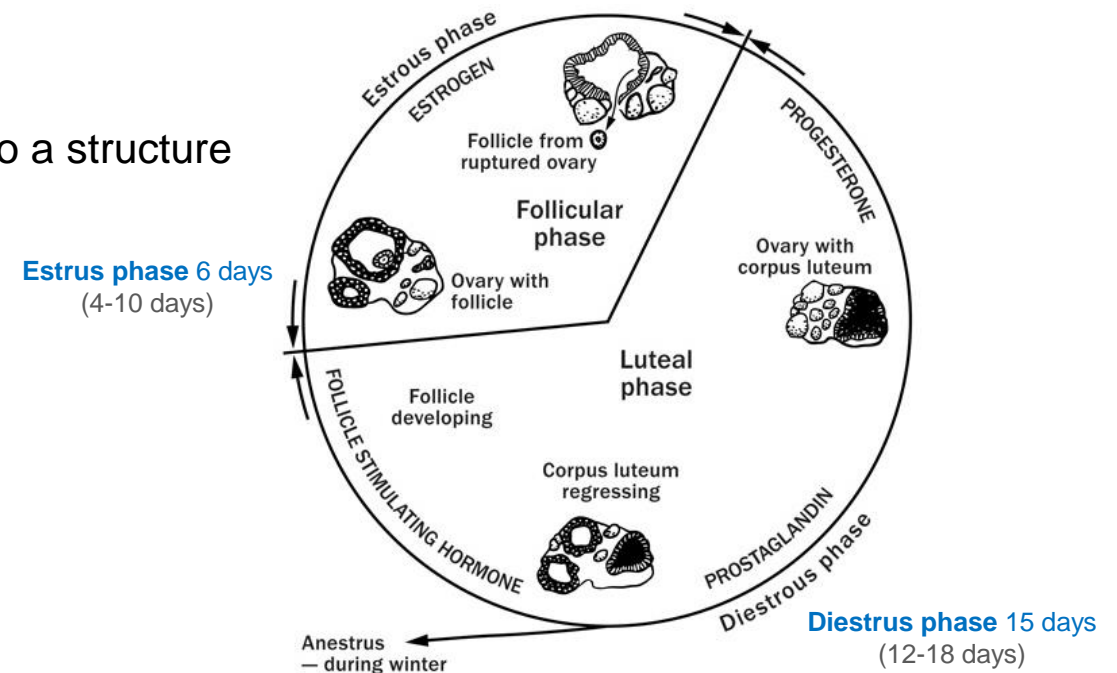 o a structure
Estrus phase 6 days
(4-10 days)
Estrous phase
ESTROGEN
Follicle from
ruptured ovary
Follicular
phase
Ovary with
follicle
PROGESTERONE
Ovary with
corpus luteum
Luteal
phase
Follicle
developing
FOLLICLE STIMULATING HORMONE
Corpus luteum
regressing
PROSTAGLANDIN
Diestrous phase
Anestrus
— during winter
Diestrus phase 15 days
(12-18 days)